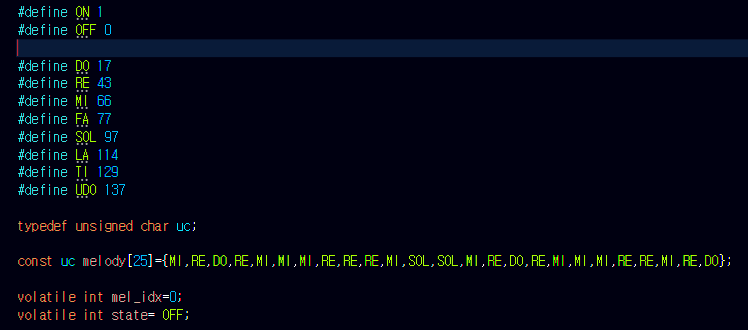 #define ON 1
#define OFF 0
#define DO 17
#define RE 43
#define MI 66
#define FA 77
#define SOL 97
#define LA 114
#define TI 129
#define UDO 137
typedef unsigned char uc;
const uc melody[25]={MI,RE,DO,RE,MI,MI,MI,RE,RE,RE,MI,SOL,SOL,MI,RE,DO,RE,MI,MI,MI,RE,RE,MI,RE,DO};
volatile int mel_idx=0;
volatile int state= OFF;